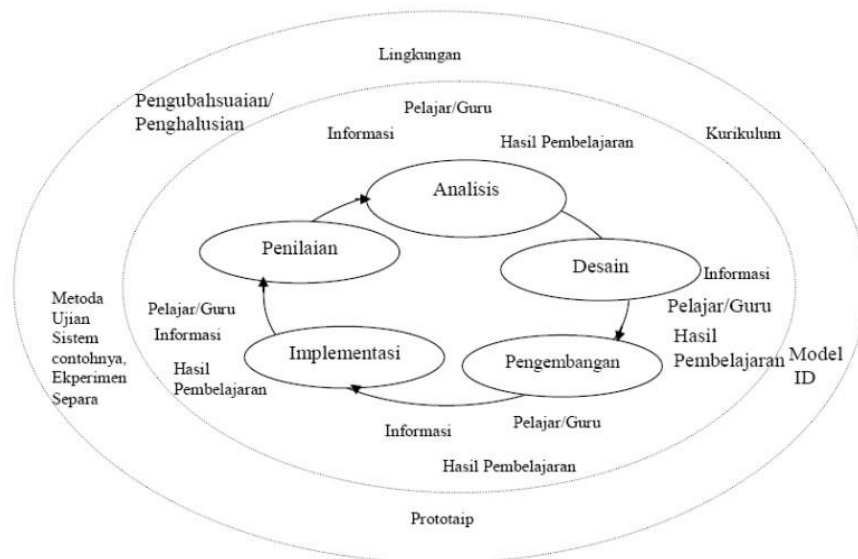 Lingkungan
Pengubahsuaian/
Penghalusian
Pelajar/Guru
Informasi
Hasil Pembelajaran
Kurikulum
Analisis
Penilaian
Desain
Informasi
Pelajar/Guru
Hasil
Pembelajaran
Model
ID
Metoda
Ujian
Sistem
contohnya,
Ekperimen
Separa
Pelajar/Guru
Informasi
Hasil
Pembelajaran
Implementasi
Pengembangan
Informasi
Pelajar/Guru
Hasil Pembelajaran
Prototaip